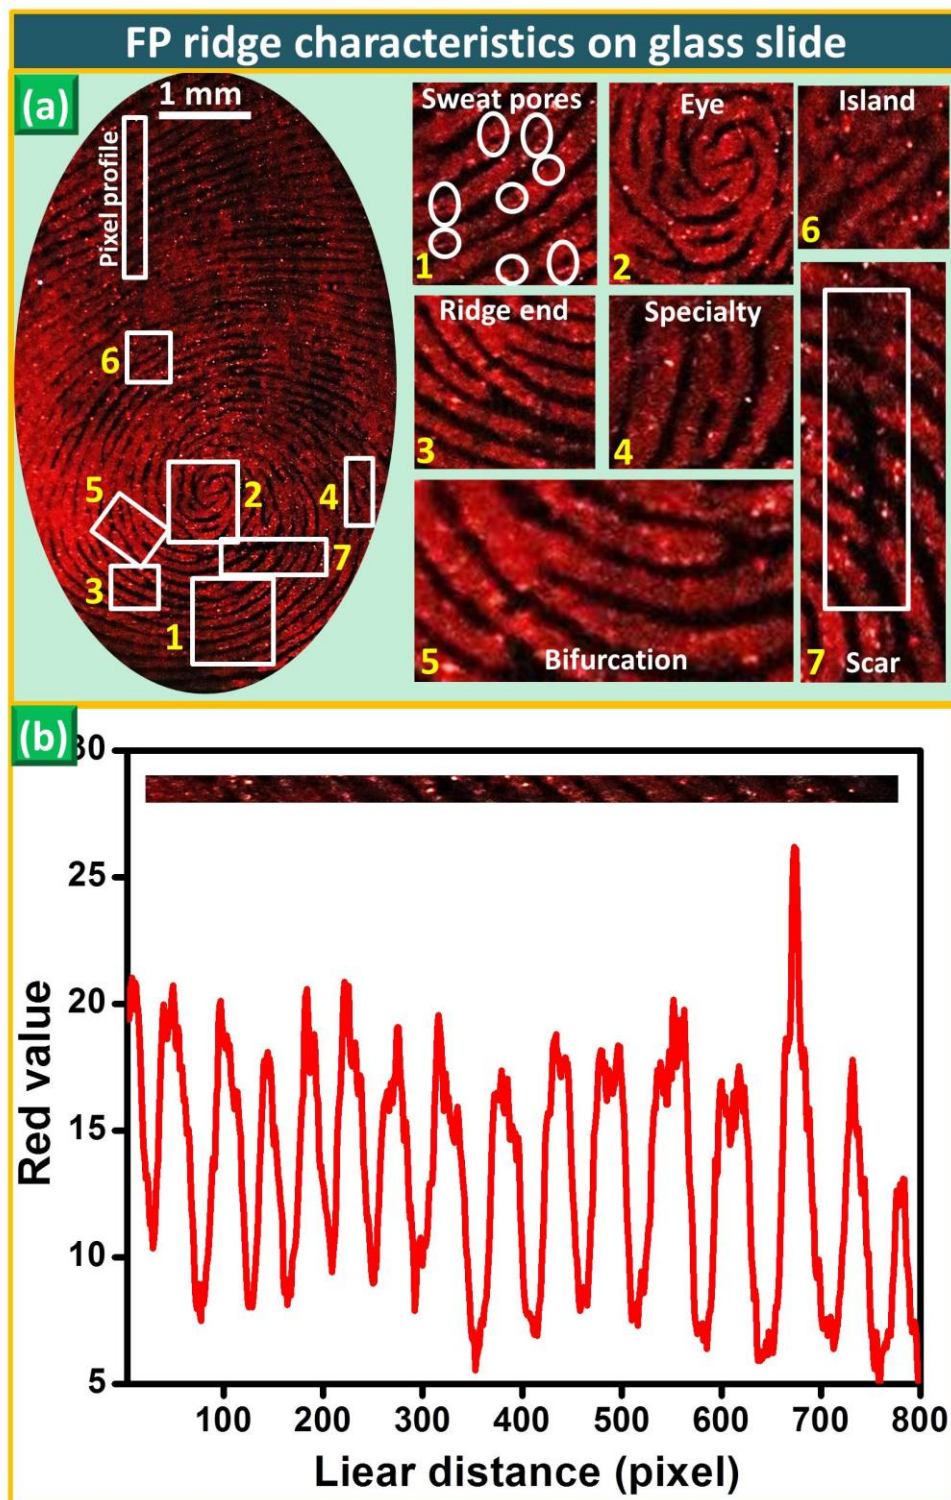 FP ridge characteristics on glass slide
(a)
1 mm
Pixel profile
6
5
2
4
7
3
1
Sweat pores
1
Eye
2
Island
6
Ridge end
3
Specialty
4
5
Bifurcation
7
Scar
(b)
30
25
20
15
10
5
Red value
100 200 300 400 500 600 700 800
Liear distance (pixel)